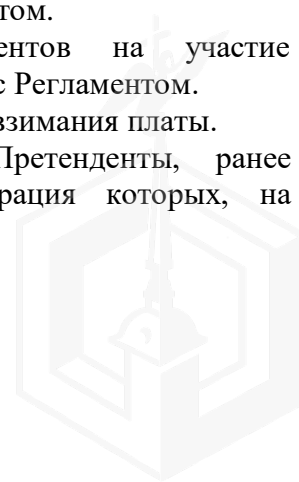 том.
ентов на участие
с Регламентом.
взимания платы.
Претенденты, ранее
рация которых, на